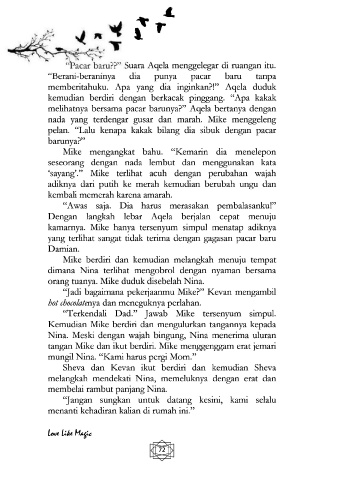 "Pacar baru??" Suara Aqela menggelegar di ruangan itu.
"Berani-beraninya dia punya pacar baru tanpa
memberitahuku. Apa yang dia inginkan?!" Aqela duduk
kemudian berdiri dengan berkacak pinggang. "Apa kakak
melihatnya bersama pacar barunya?" Aqela bertanya dengan
nada yang terdengar gusar dan marah. Mike menggeleng
pelan. "Lalu kenapa kakak bilang dia sibuk dengan pacar
barunya?"
Mike mengangkat bahu. "Kemarin dia menelepon
seseorang dengan nada lembut dan menggunakan kata
'sayang'." Mike terlihat acuh dengan perubahan wajah
adiknya dari putih ke merah kemudian berubah ungu dan
kembali memerah karena amarah.
"Awas saja. Dia harus merasakan pembalasanku!"
Dengan langkah lebar Aqela berjalan cepat menuju
kamarnya. Mike hanya tersenyum simpul menatap adiknya
yang terlihat sangat tidak terima dengan gagasan pacar baru
Damian.
Mike berdiri dan kemudian melangkah menuju tempat
dimana Nina terlihat mengobrol dengan nyaman bersama
orang tuanya. Mike duduk disebelah Nina.
"Jadi bagaimana pekerjaanmu Mike?" Kevan mengambil
hot chocolatenya dan meneguknya perlahan.
"Terkendali Dad." Jawab Mike tersenyum simpul.
Kemudian Mike berdiri dan mengulurkan tangannya kepada
Nina. Meski dengan wajah bingung, Nina menerima uluran
tangan Mike dan ikut berdiri. Mike menggenggam erat jemari
mungil Nina. "Kami harus pergi Mom."
Sheva dan Kevan ikut berdiri dan kemudian Sheva
melangkah mendekati Nina, memeluknya dengan erat dan
membelai rambut panjang Nina.
"Jangan sungkan untuk datang kesini, kami selalu
menanti kehadiran kalian di rumah ini."
Love Like Magic
72